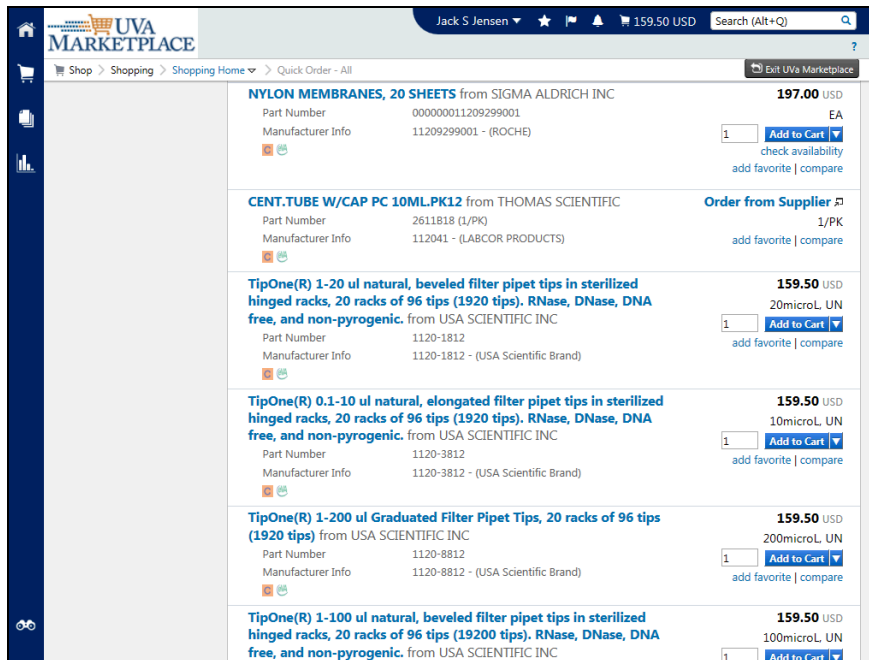 UVA
MARKETPLACE
Jack S Jensen
159.50 USD
Search (Alt+Q)
?
Shop > Shopping > Shopping Home > Quick Order - All
Exit UVa Marketplace
NYLON MEMBRANES, 20 SHEETS from SIGMA ALDRICH INC
197.00 USD
Part Number 000000011209299001
EA
Manufacturer Info 11209299001 - (ROCHE)
1 Add to Cart
C
check availability
add favorite | compare
CENT.TUBE W/CAP PC 10ML.PK12 from THOMAS SCIENTIFIC
Order from Supplier
Part Number 2611B18 (1/PK)
1/PK
Manufacturer Info 112041 - (LABCOR PRODUCTS)
add favorite | compare
C
TipOne(R) 1-20 ul natural, beveled filter pipet tips in sterilized
hinged racks, 20 racks of 96 tips (1920 tips). RNase, DNase, DNA
free, and non-pyrogenic. from USA SCIENTIFIC INC
159.50 USD
20microL, UN
1 Add to Cart
add favorite | compare
Part Number 1120-1812
Manufacturer Info 1120-1812 - (USA Scientific Brand)
C
TipOne(R) 0.1-10 ul natural, elongated filter pipet tips in sterilized
hinged racks, 20 racks of 96 tips (1920 tips). RNase, DNase, DNA
free, and non-pyrogenic. from USA SCIENTIFIC INC
159.50 USD
10microL, UN
1 Add to Cart
add favorite | compare
Part Number 1120-3812
Manufacturer Info 1120-3812 - (USA Scientific Brand)
C
TipOne(R) 1-200 ul Graduated Filter Pipet Tips, 20 racks of 96 tips
(1920 tips) from USA SCIENTIFIC INC
159.50 USD
200microL, UN
1 Add to Cart
add favorite | compare
Part Number 1120-8812
Manufacturer Info 1120-8812 - (USA Scientific Brand)
C
TipOne(R) 1-100 ul natural, beveled filter pipet tips in sterilized
hinged racks, 20 racks of 96 tips (19200 tips). RNase, DNase, DNA
free, and non-pyrogenic. from USA SCIENTIFIC INC
159.50 USD
100microL, UN
1 Add to Cart